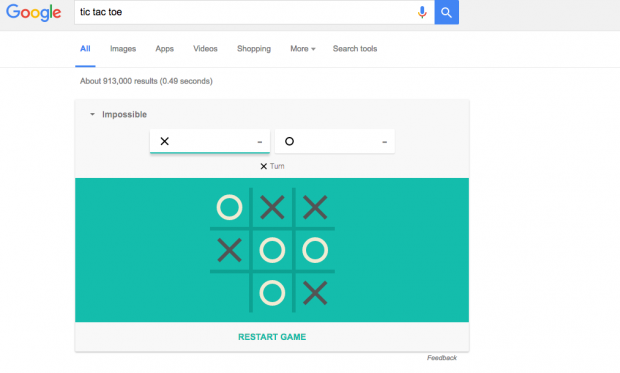 Google tic tac toe
All Images Apps Videos Shopping More Search tools
About 913,000 results (0.49 seconds)
Impossible
X - O -
X Turn
O X X
X O O
O X
RESTART GAME
Feedback